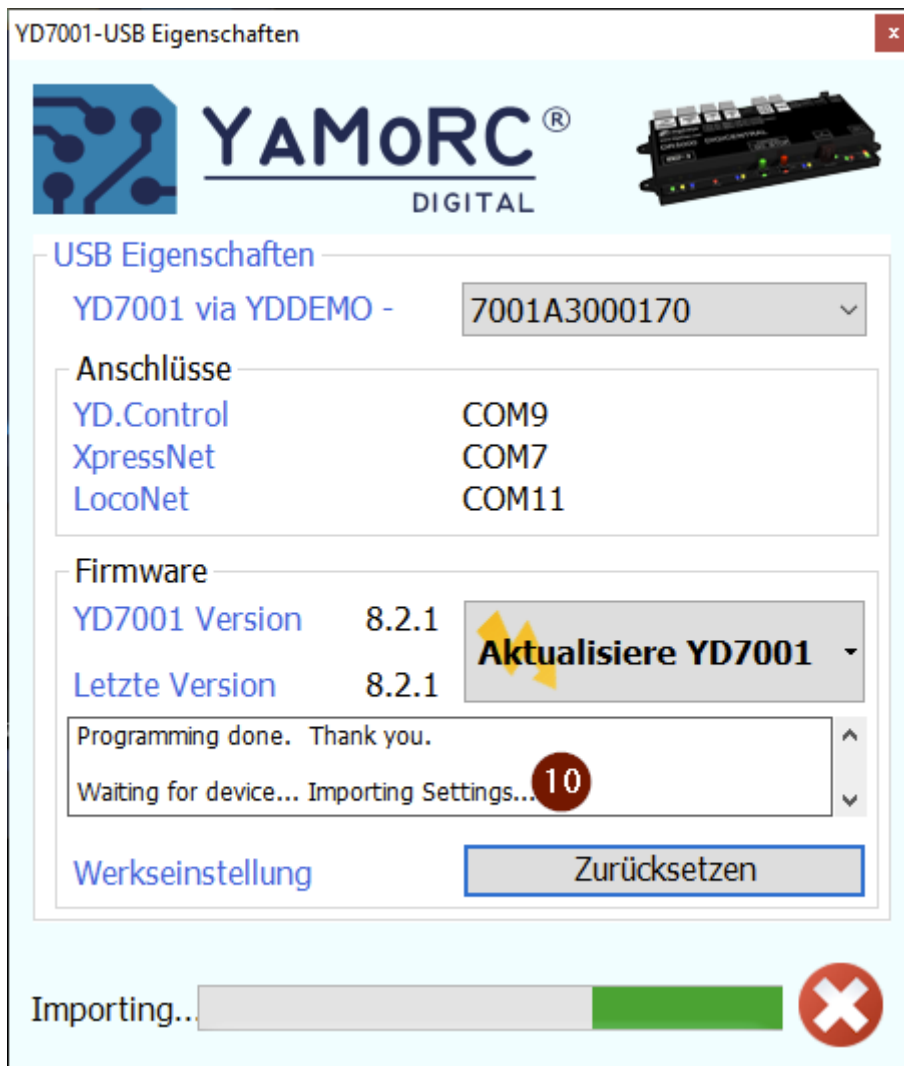 YD7001-USB Eigenschaften
x
YAMORC®
DIGITAL
DIGICENTRAL
USB Eigenschaften
YD7001 via YDDEMO - 7001A3000170
Anschlüsse
YD.Control COM9
XpressNet COM7
LocoNet COM11
Firmware
YD7001 Version 8.2.1
Aktualisiere YD7001
Letzte Version 8.2.1
Programming done. Thank you.
Waiting for device... Importing Settings... 10
Werkseinstellung Zurücksetzen
Importing...